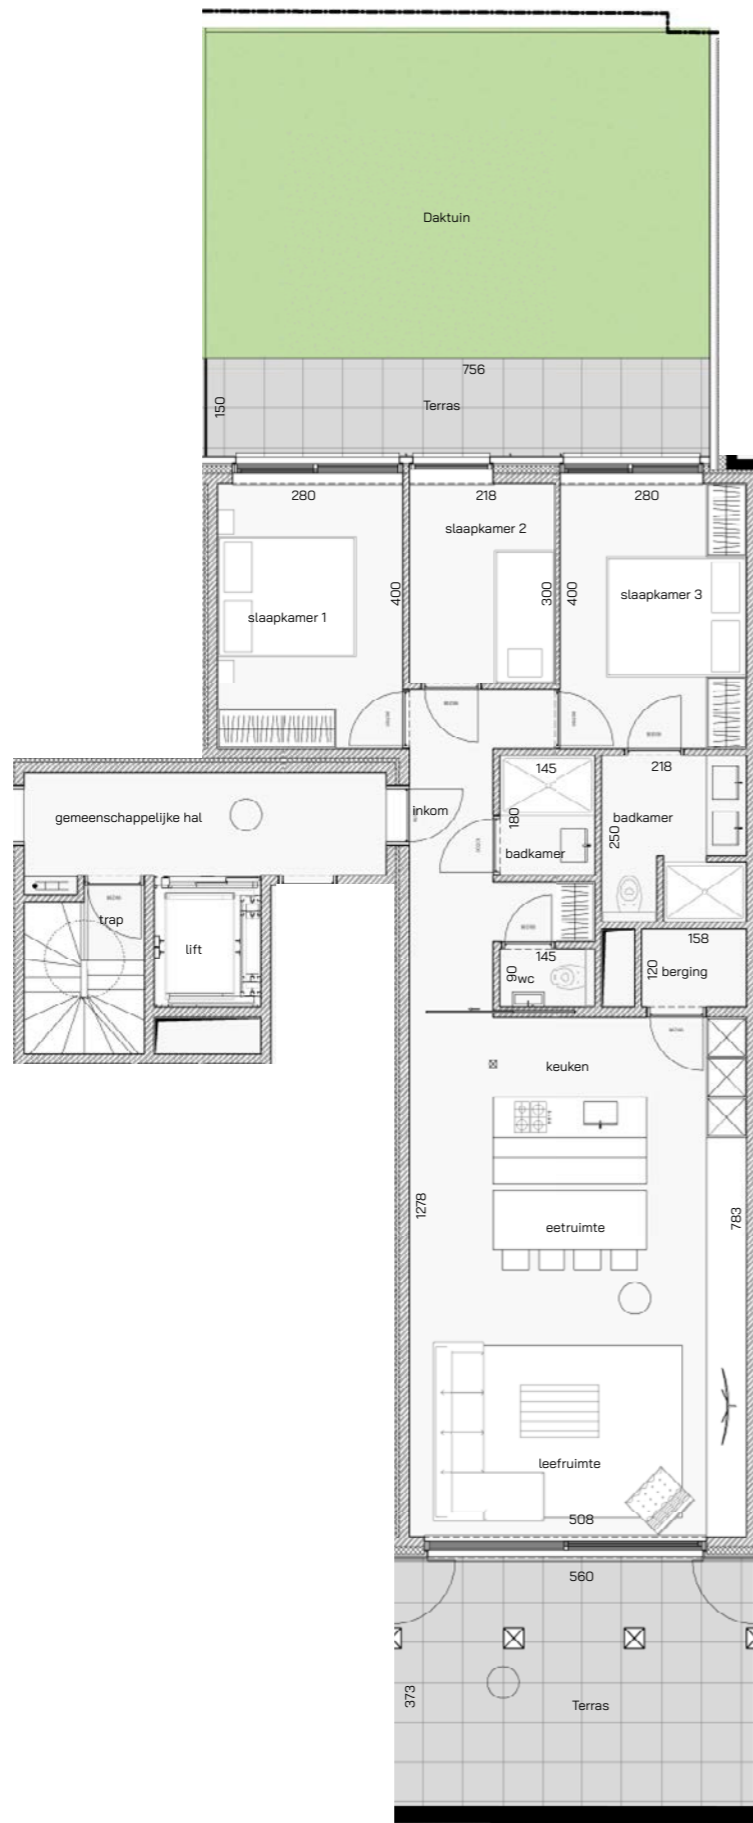 Daktuin
756
150
Terras
280
218
280
slaapkamer 2
400
300
400
slaapkamer 3
slaapkamer 1
145
218
gemeenschappelijke hal
inkom
180
badkamer
250
badkamer
trap
lift
145
90
wc
158
120
berging
keuken
1278
783
eetruimte
leefruimte
508
560
373
Terras